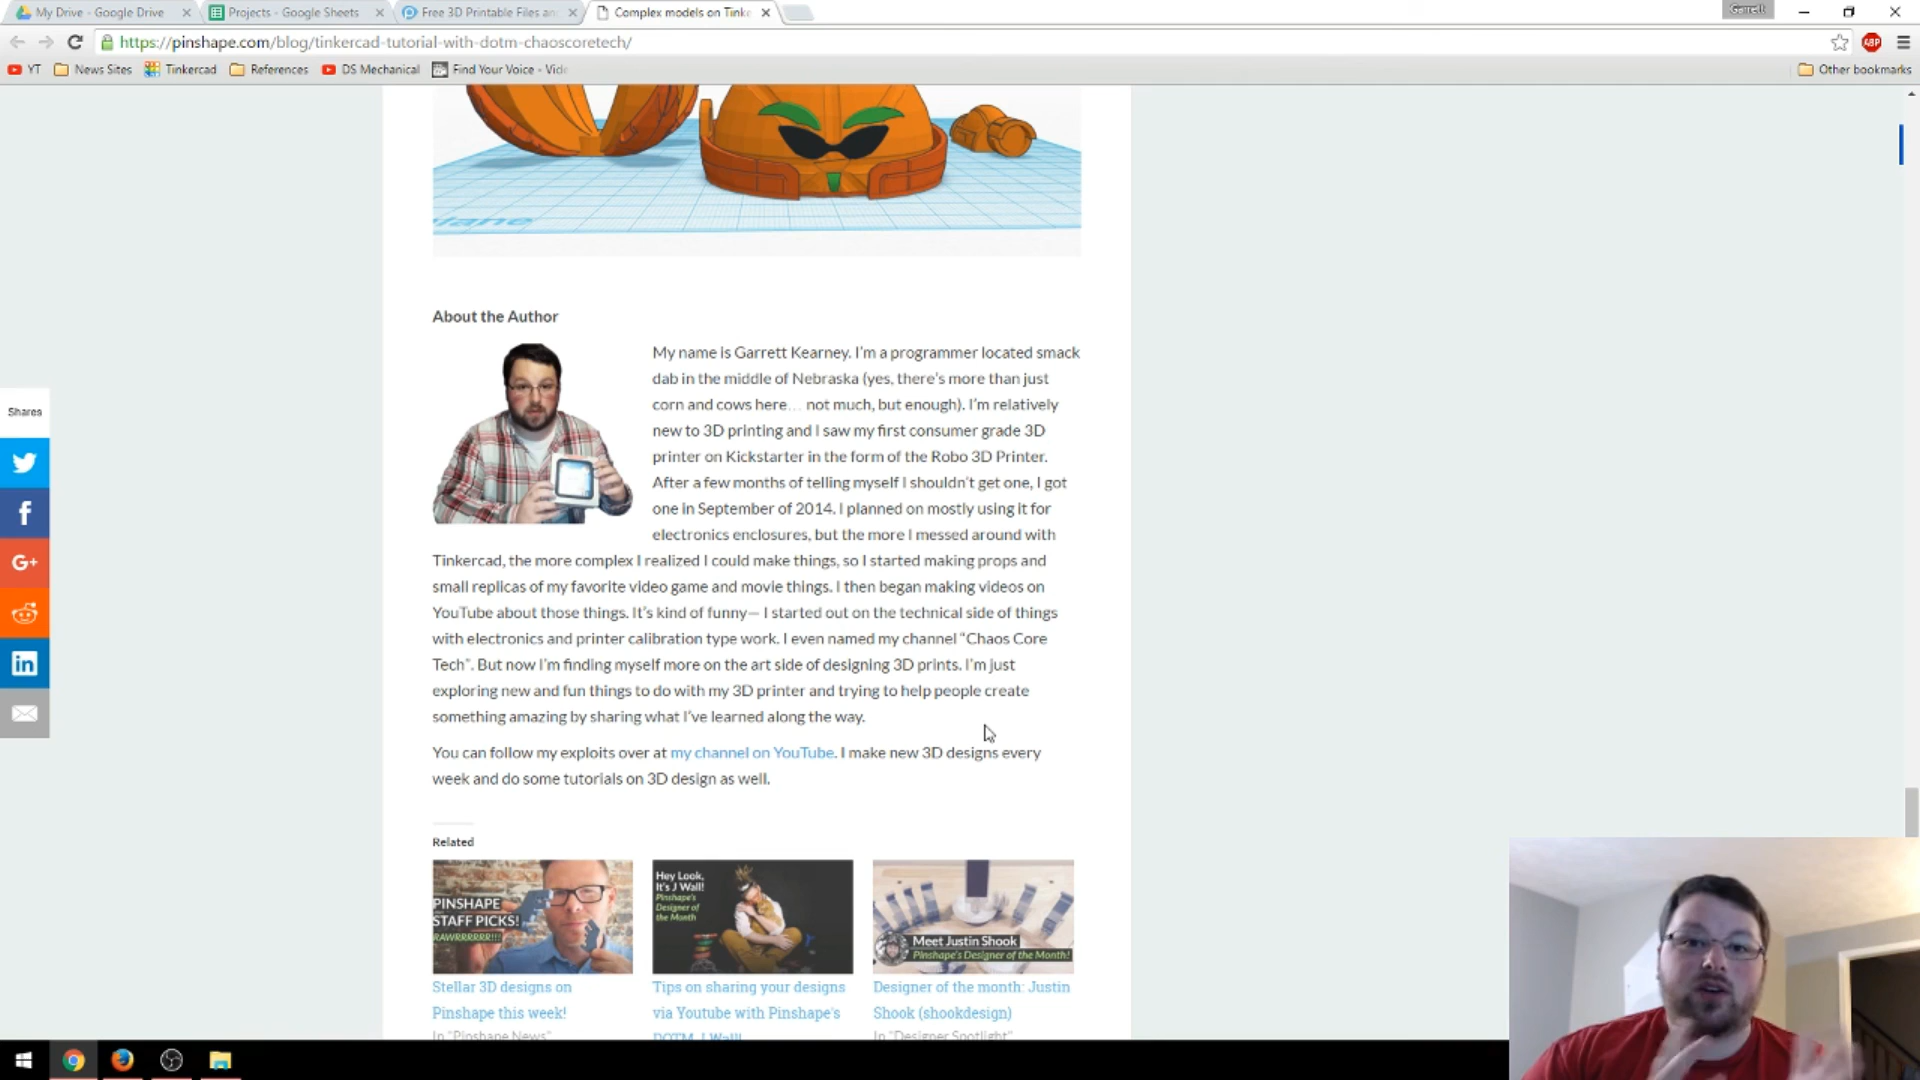 My Drive - Google Drive
Projects - Google Sheets
Free 3D Printable Files an
Complex models on Tinke
Garrett
https://pinshape.com/blog/tinkercad-tutorial-with-dotm-chaoscoretech/
ABP
YT
News Sites
Tinkercad
References
DS Mechanical
Find Your Voice - Vide
Other bookmarks
About the Author
My name is Garrett Kearney. I'm a programmer located smack
dab in the middle of Nebraska (yes, there's more than just
corn and cows here… not much, but enough). I'm relatively
new to 3D printing and I saw my first consumer grade 3D
printer on Kickstarter in the form of the Robo 3D Printer.
After a few months of telling myself I shouldn't get one, I got
one in September of 2014. I planned on mostly using it for
electronics enclosures, but the more I messed around with
Tinkercad, the more complex I realized I could make things, so I started making props and
small replicas of my favorite video game and movie things. I then began making videos on
YouTube about those things. It's kind of funny— I started out on the technical side of things
with electronics and printer calibration type work. I even named my channel "Chaos Core
Tech". But now I'm finding myself more on the art side of designing 3D prints. I'm just
exploring new and fun things to do with my 3D printer and trying to help people create
something amazing by sharing what I've learned along the way.
You can follow my exploits over at my channel on YouTube. I make new 3D designs every
week and do some tutorials on 3D design as well.
Shares
f
G+
in
Related
PINSHAPE
STAFF PICKS!
RAWRRRRRR!!!
Hey Look,
It's J Wall!
Pinshape's
Designer of
the Month
Meet Justin Shook
Pinshape's Designer of the Month!
Stellar 3D designs on
Pinshape this week!
In "Pinshape News"
Tips on sharing your designs
via Youtube with Pinshape's
DOTM, J Wall!
Designer of the month: Justin
Shook (shookdesign)
In "Designer Spotlight"